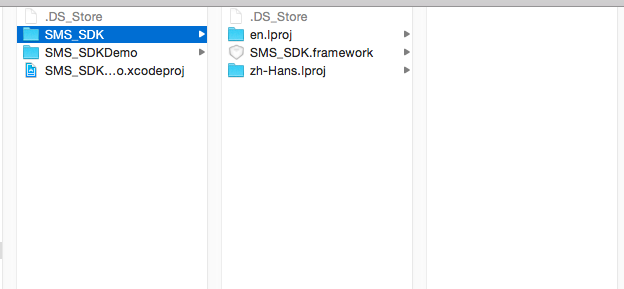 .DS_Store
SMS_SDK
SMS_SDKDemo
SMS_SDK...o.xcodeproj
.DS_Store
en.lproj
SMS_SDK.framework
zh-Hans.lproj